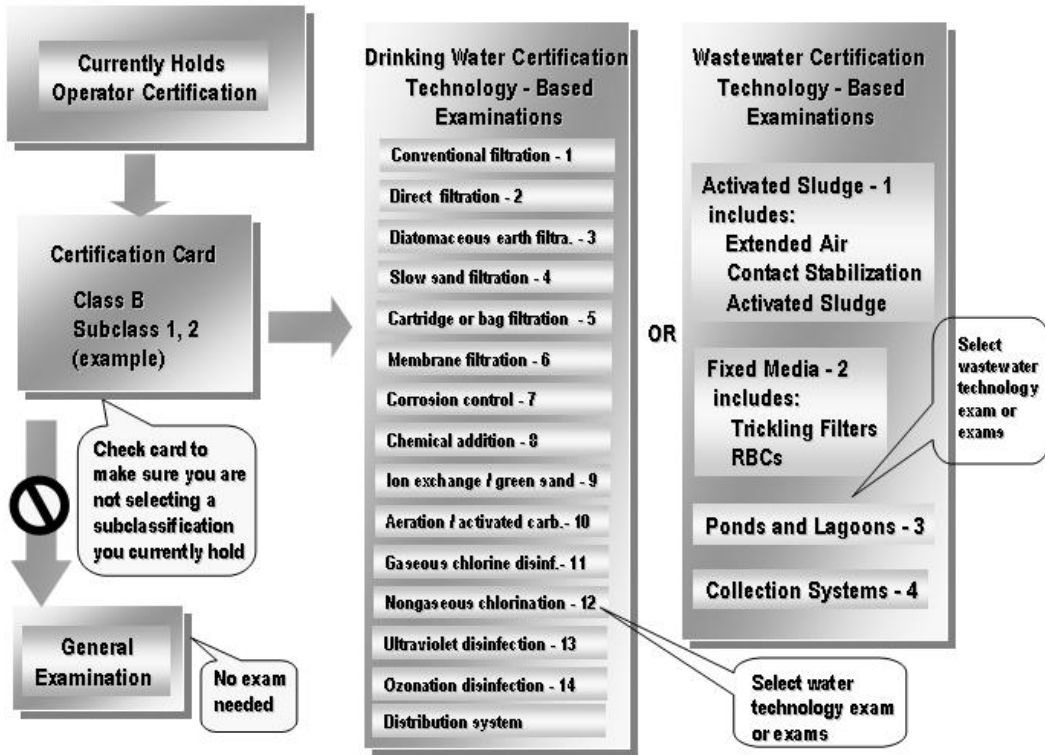 Currently Holds
Operator Certification
Certification Card
Class B
Subclass 1, 2
(example)
Check card to
make sure you are
not selecting a
subclassification
you currently hold
General
Examination
No exam
needed
Drinking Water Certification
Technology - Based
Examinations
Conventional filtration - 1
Direct filtration - 2
Diatomaceous earth filtra. - 3
Slow sand filtration - 4
Cartridge or bag filtration - 5
Membrane filtration - 6
Corrosion control - 7
Chemical addition - 8
Ion exchange / green sand - 9
Aeration / activated carb.- 10
Gaseous chlorine disinf.- 11
Nongaseous chlorination - 12
Ultraviolet disinfection - 13
Ozonation disinfection - 14
Distribution system
Select water
technology exam
or exams
OR
Wastewater Certification
Technology - Based
Examinations
Activated Sludge - 1
includes:
Extended Air
Contact Stabilization
Activated Sludge
Fixed Media - 2
includes:
Trickling Filters
RBCs
Ponds and Lagoons - 3
Collection Systems - 4
Select
wastewater
technology
exam or
exams